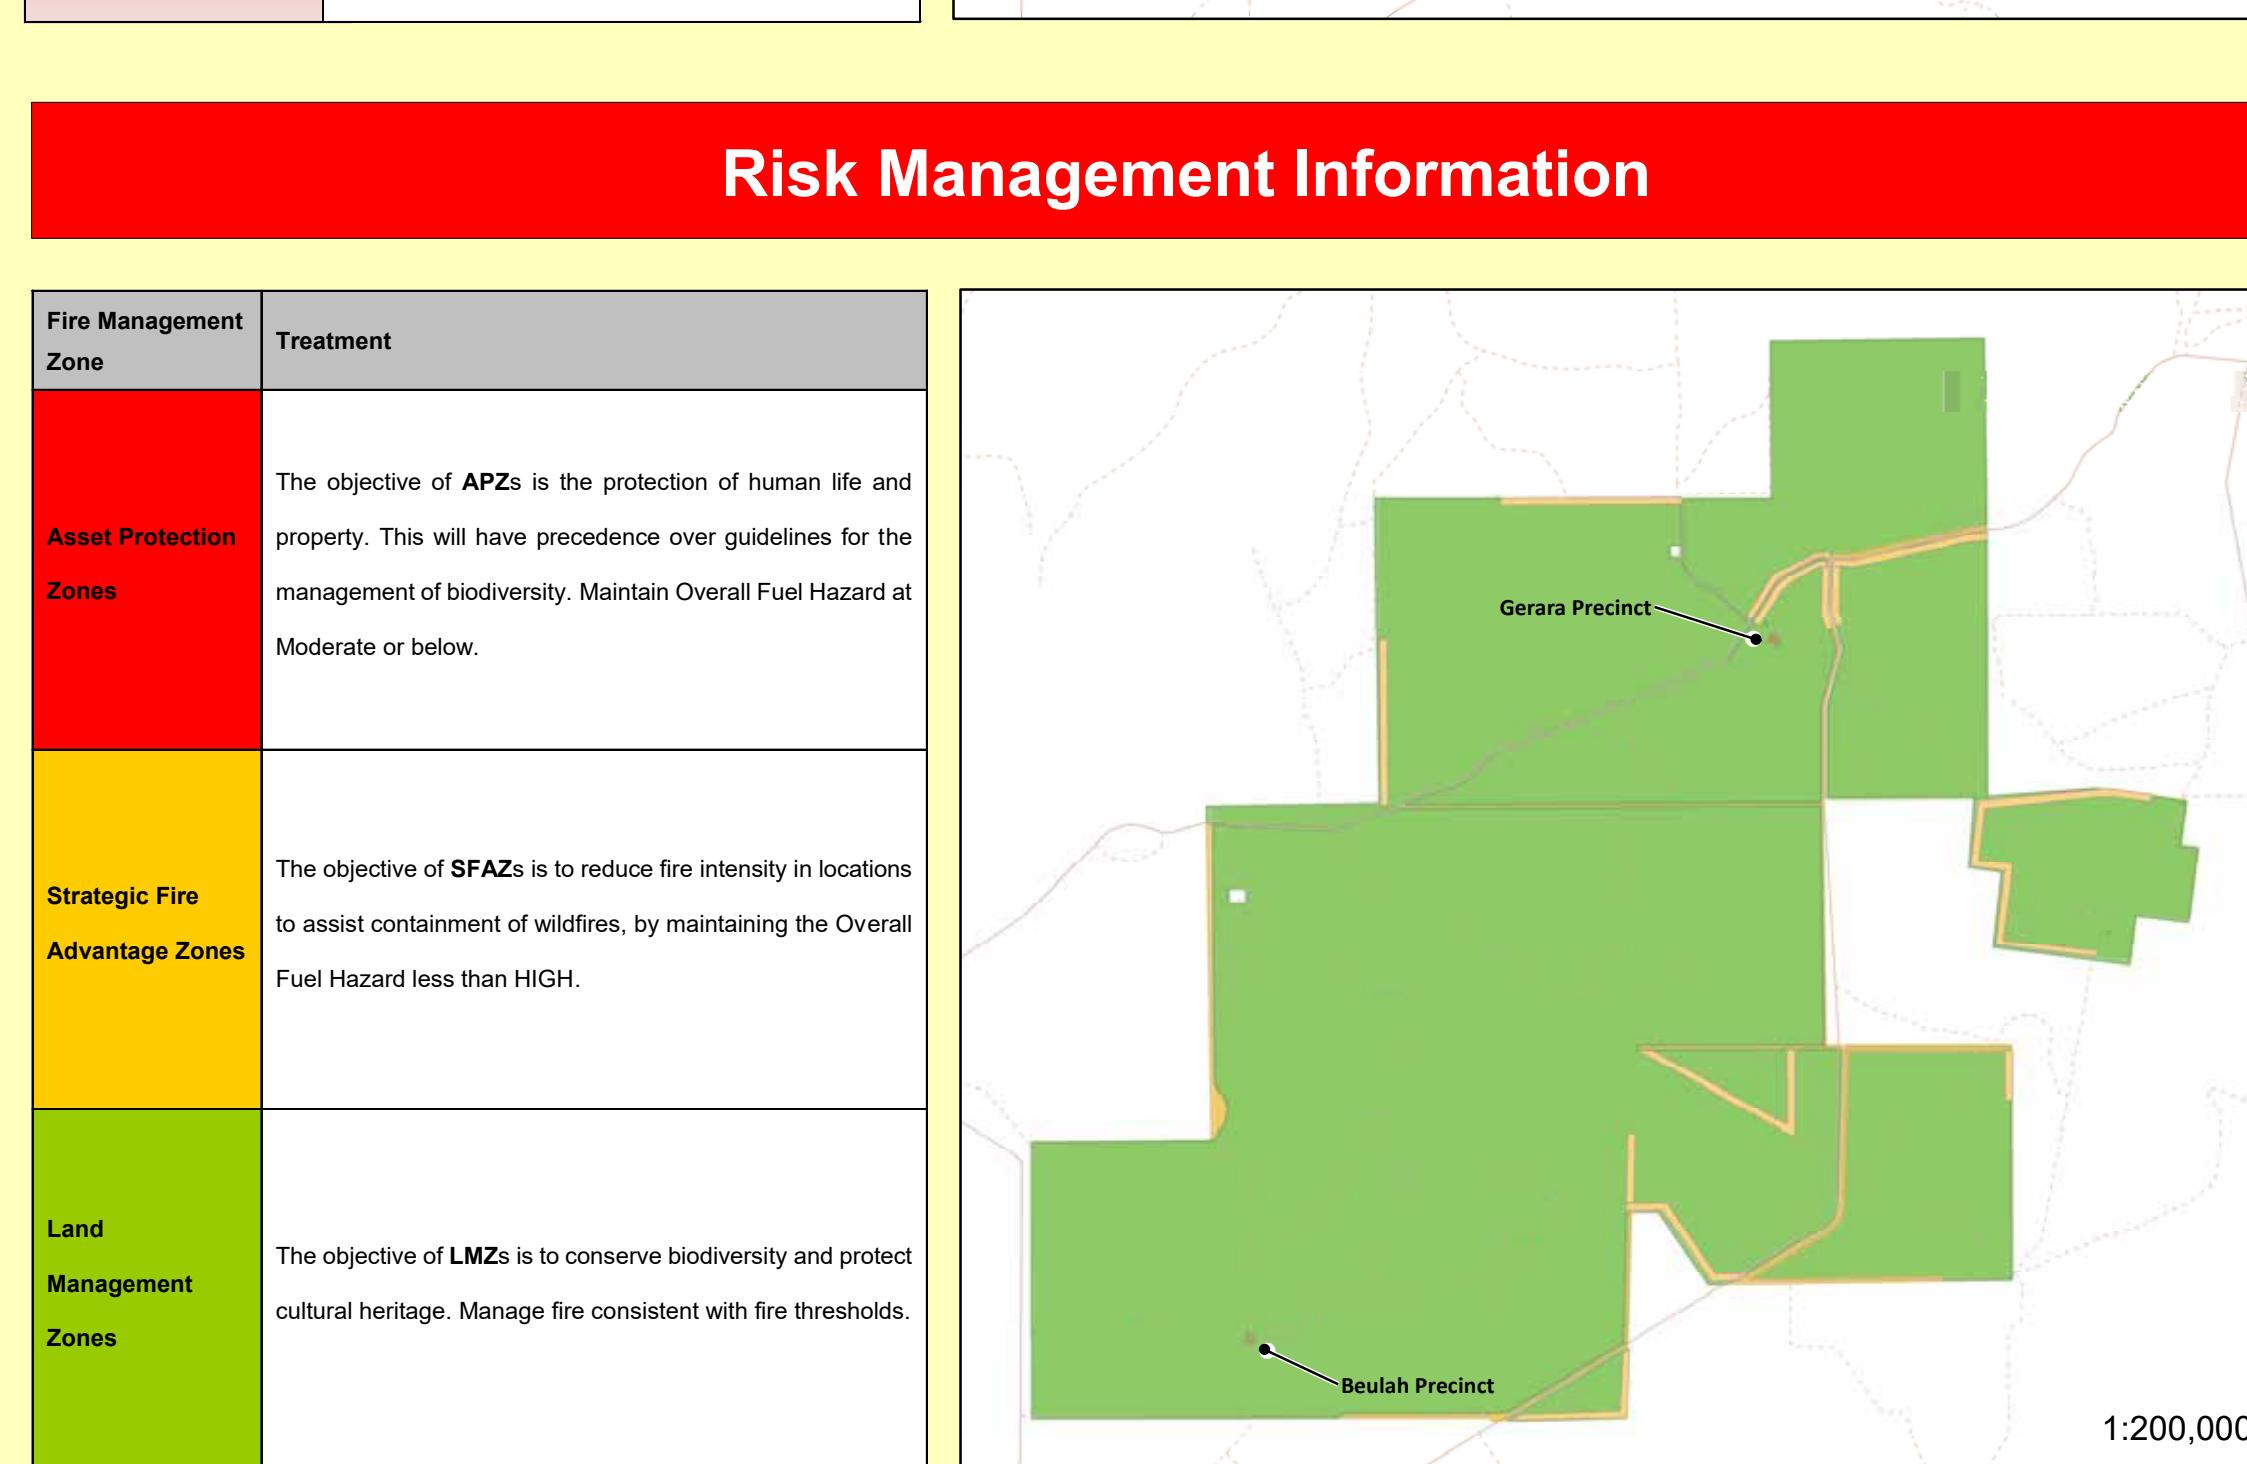 Risk Management Information
Fire Management
Zone
Treatment
Asset Protection
Zones
The objective of APZs is the protection of human life and
property. This will have precedence over guidelines for the
management of biodiversity. Maintain Overall Fuel Hazard at
Moderate or below.
Strategic Fire
Advantage Zones
The objective of SFAZs is to reduce fire intensity in locations
to assist containment of wildfires, by maintaining the Overall
Fuel Hazard less than HIGH.
Land
Management
Zones
The objective of LMZs is to conserve biodiversity and protect
cultural heritage. Manage fire consistent with fire thresholds.
Gerara Precinct
Beulah Precinct
1:200,000